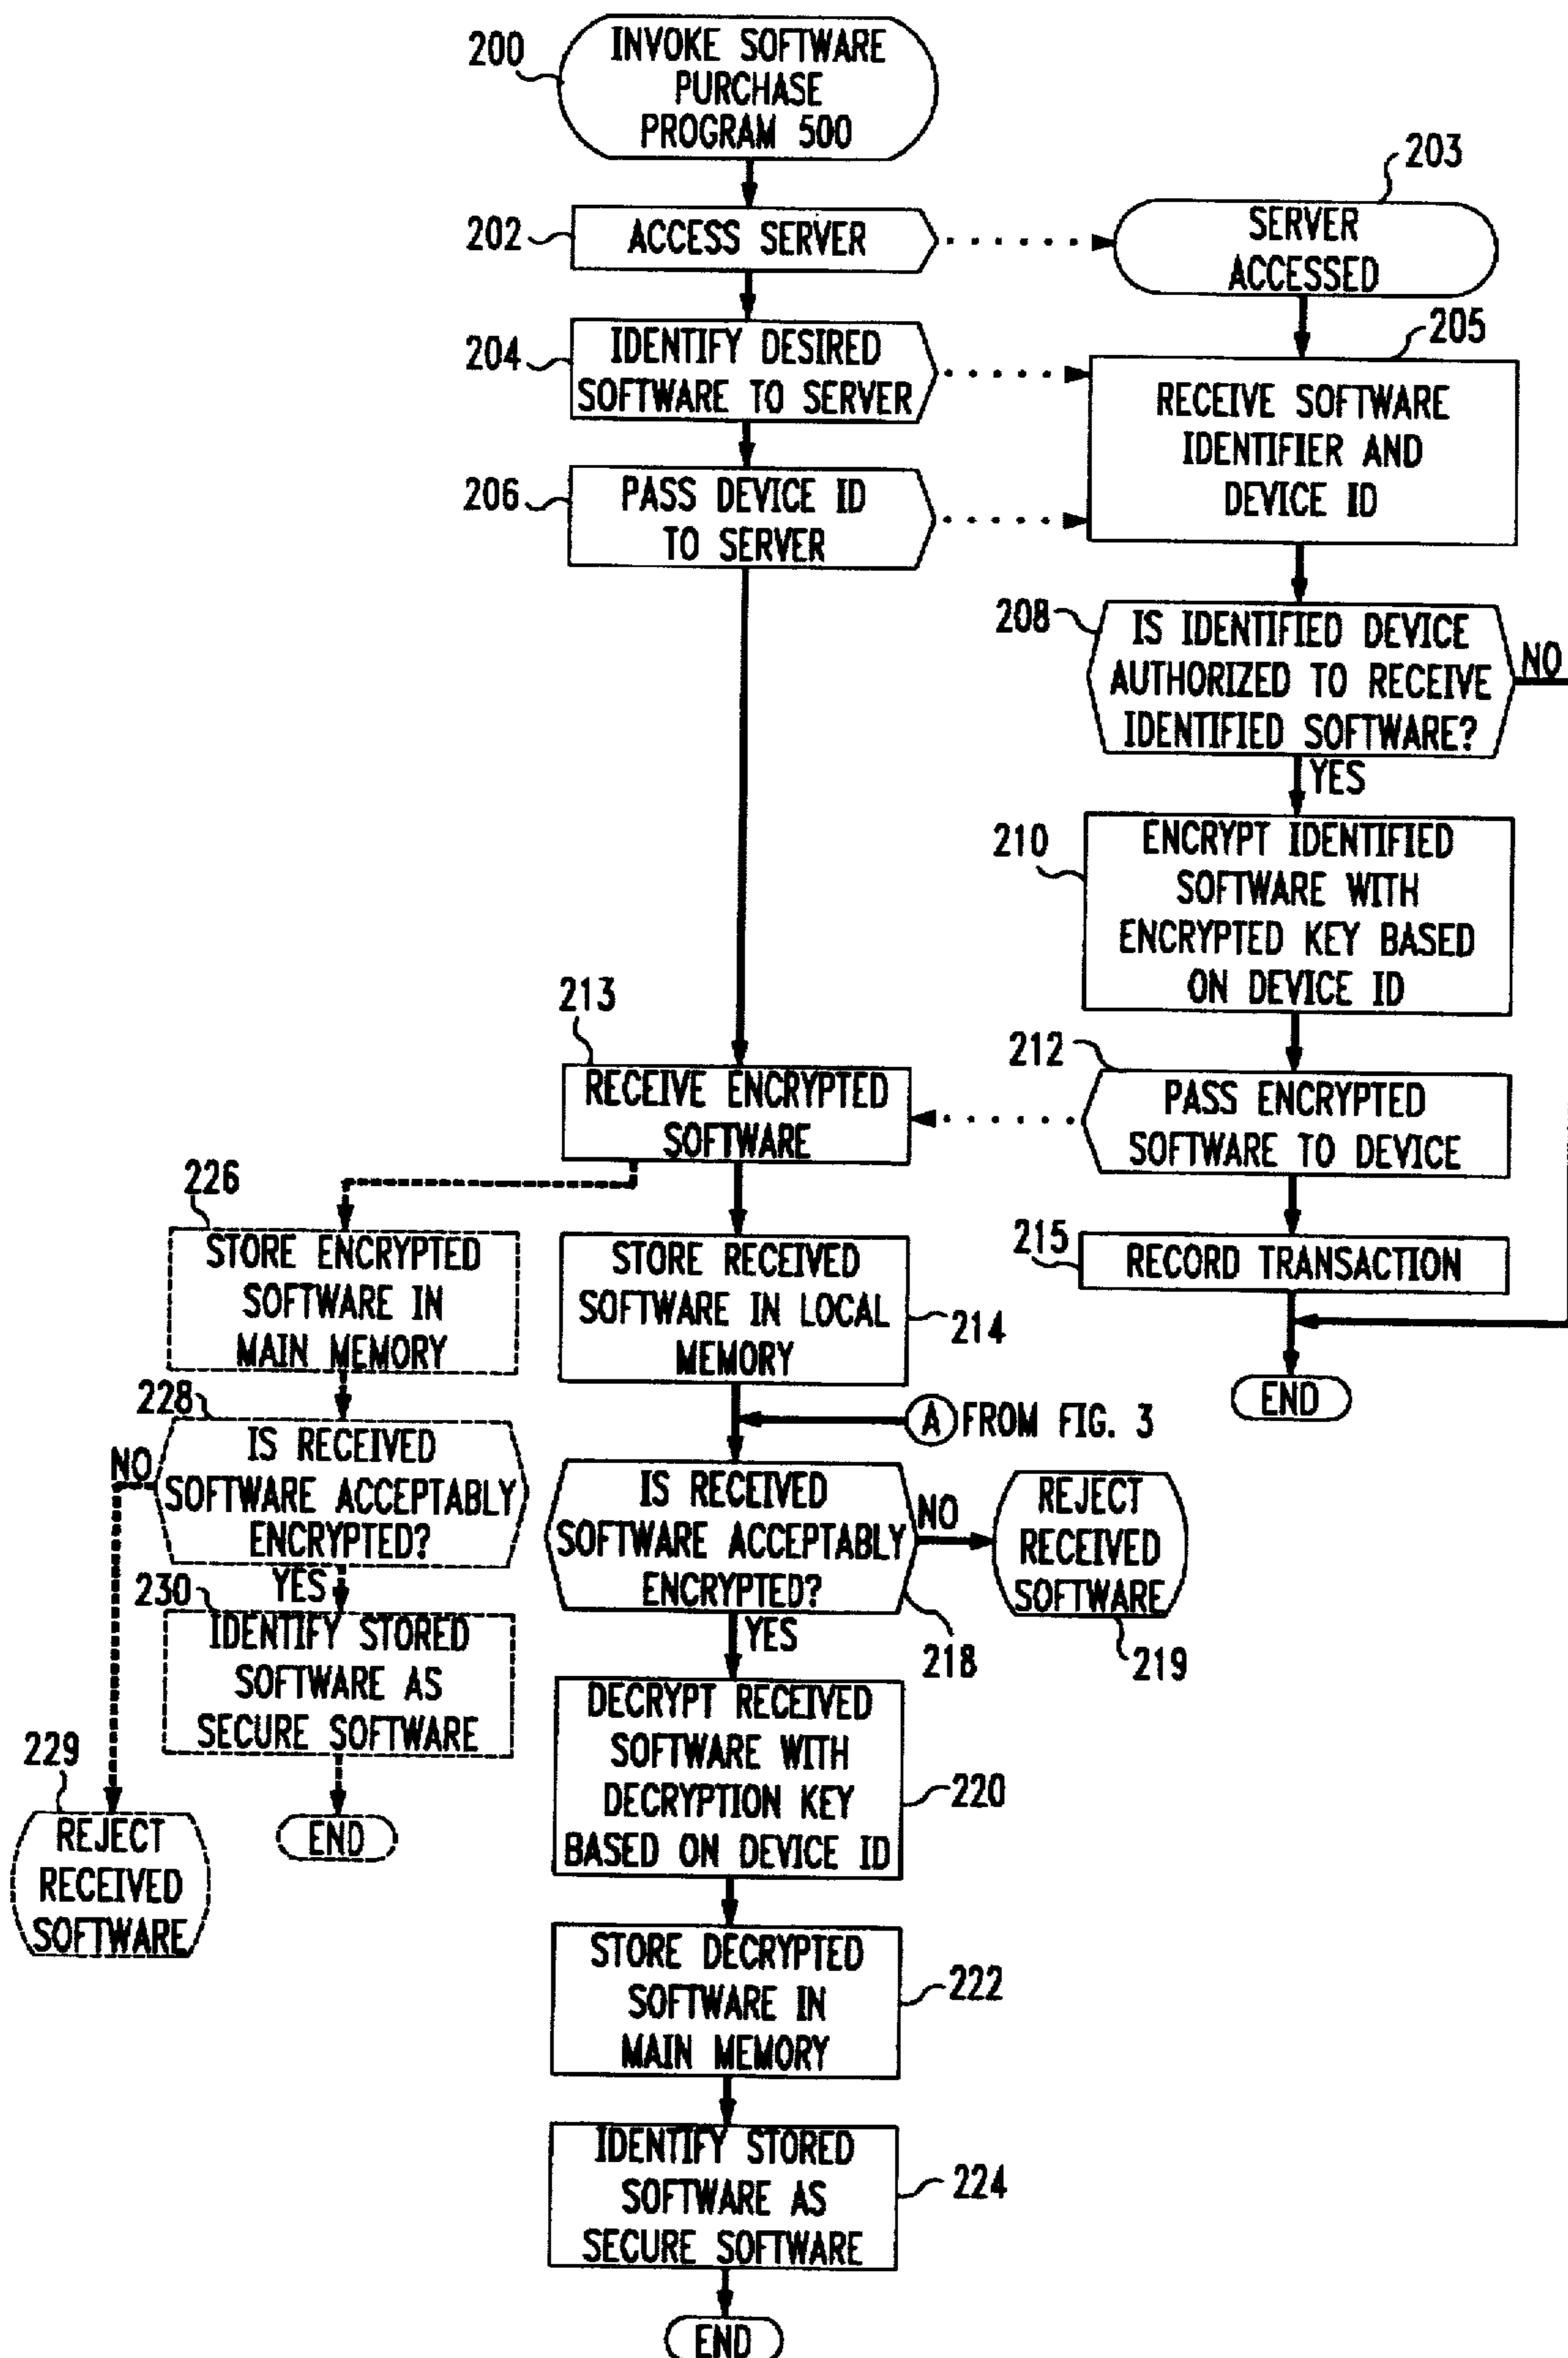 200
INVOKE SOFTWARE
PURCHASE
PROGRAM 500
202
ACCESS SERVER
203
SERVER
ACCESSED
204
IDENTIFY DESIRED
SOFTWARE TO SERVER
205
RECEIVE SOFTWARE
IDENTIFIER AND
DEVICE ID
206
PASS DEVICE ID
TO SERVER
208
IS IDENTIFIED DEVICE
AUTHORIZED TO RECEIVE
IDENTIFIED SOFTWARE?
NO
YES
210
ENCRYPT IDENTIFIED
SOFTWARE WITH
ENCRYPTED KEY BASED
ON DEVICE ID
213
RECEIVE ENCRYPTED
SOFTWARE
212
PASS ENCRYPTED
SOFTWARE TO DEVICE
215
RECORD TRANSACTION
END
226
STORE ENCRYPTED
SOFTWARE IN
MAIN MEMORY
STORE RECEIVED
SOFTWARE IN LOCAL
MEMORY
214
A FROM FIG. 3
228
NO
IS RECEIVED
SOFTWARE ACCEPTABLY
ENCRYPTED?
YES
230
IDENTIFY STORED
SOFTWARE AS
SECURE SOFTWARE
END
229
REJECT
RECEIVED
SOFTWARE
IS RECEIVED
SOFTWARE ACCEPTABLY
ENCRYPTED?
218
NO
REJECT
RECEIVED
SOFTWARE
219
YES
DECRYPT RECEIVED
SOFTWARE WITH
DECRYPTION KEY
BASED ON DEVICE ID
220
STORE DECRYPTED
SOFTWARE IN
MAIN MEMORY
222
IDENTIFY STORED
SOFTWARE AS
SECURE SOFTWARE
224
END